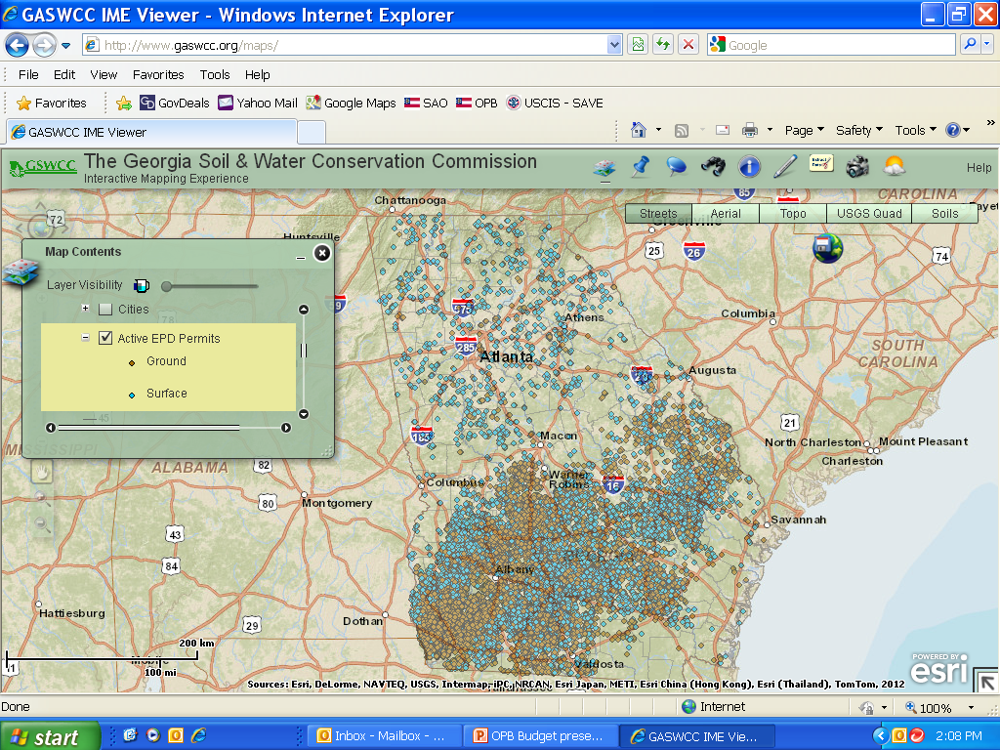 GASWCC IME Viewer - Windows Internet Explorer
http://www.gaswcc.org/maps/
Google
File Edit View Favorites Tools Help
Favorites GovDeals Yahoo Mail Google Maps SAO OPB USCIS - SAVE
GASWCC IME Viewer
Page Safety Tools »
GSWCC
The Georgia Soil & Water Conservation Commission
Interactive Mapping Experience
Help
Streets Aerial Topo USGS Quad Soils
Map Contents
Layer Visibility
Cities
Active EPD Permits
Ground
Surface
CAROLINA
Chattanooga
85
72
Huntsville
Greenville
25
26
74
475
Athens
Columbia
285
Atlanta
SOUTH
CAROLINA
Augusta
21
185
Macon
North Charleston
Mount Pleasant
Charleston
MISSISSIPPI
ALABAMA
82
Columbus
Warner
Robins
16
80
Montgomery
Savannah
43
84
Albany
Hattiesburg
29
Dothan
200 km
100 mi
Mobile
Valdosta
Tallahassee
POWERED BY
esri
Sources: Esri, DeLorme, NAVTEQ, USGS, Intermap, iPC, NRCAN, Esri Japan, METI, Esri China (Hong Kong), Esri (Thailand), TomTom, 2012
Done
Internet
100%
start
Inbox - Mailbox - ...
OPB Budget prese...
GASWCC IME Vie...
2:08 PM